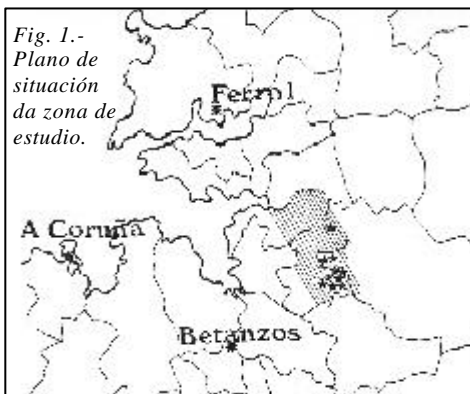 Fig. 1.-
Plano de
situación
da zona de
estudio.
Ferrol
A Coruña
Betanzos